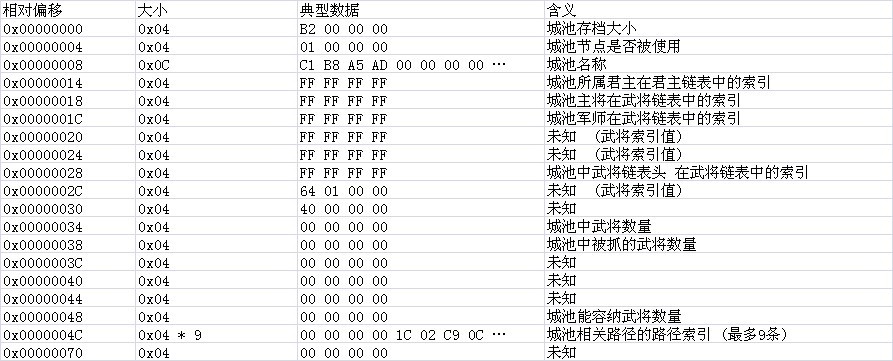 相对偏移 大小 典型数据 含义
0x00000000 0x04 B2 00 00 00 城池存档大小
0x00000004 0x04 01 00 00 00 城池节点是否被使用
0x00000008 0x0C C1 B8 A5 AD 00 00 00 00 … 城池名称
0x00000014 0x04 FF FF FF FF 城池所属君主在君主链表中的索引
0x00000018 0x04 FF FF FF FF 城池主将在武将链表中的索引
0x0000001C 0x04 FF FF FF FF 城池军师在武将链表中的索引
0x00000020 0x04 FF FF FF FF 未知 （武将索引值）
0x00000024 0x04 FF FF FF FF 未知 （武将索引值）
0x00000028 0x04 FF FF FF FF 城池中武将链表头 在武将链表中的索引
0x0000002C 0x04 64 01 00 00 未知 （武将索引值）
0x00000030 0x04 40 00 00 00 未知
0x00000034 0x04 00 00 00 00 城池中武将数量
0x00000038 0x04 00 00 00 00 城池中被抓的武将数量
0x0000003C 0x04 00 00 00 00 未知
0x00000040 0x04 00 00 00 00 未知
0x00000044 0x04 00 00 00 00 未知
0x00000048 0x04 00 00 00 00 城池能容纳武将数量
0x0000004C 0x04 * 9 00 00 00 00 1C 02 C9 0C … 城池相关路径的路径索引（最多9条）
0x00000070 0x04 00 00 00 00 未知